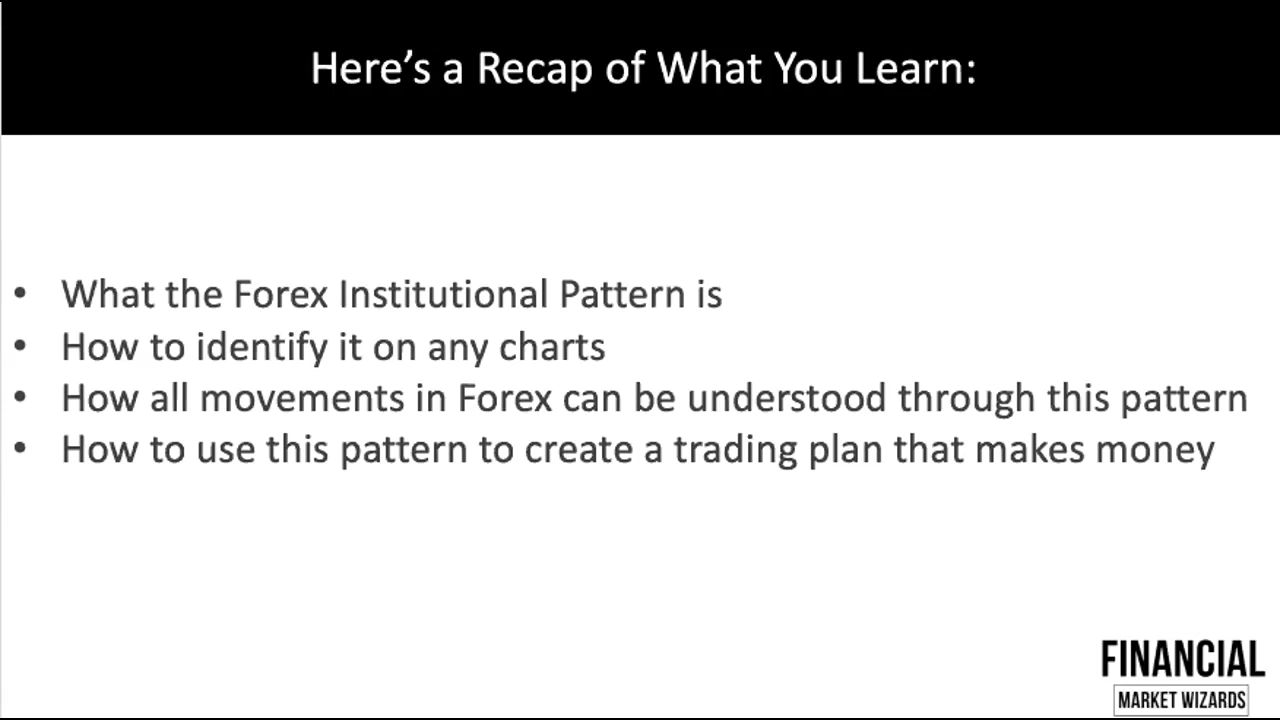 Here's a Recap of What You Learn:
• What the Forex Institutional Pattern is
• How to identify it on any charts
• How all movements in Forex can be understood through this pattern
• How to use this pattern to create a trading plan that makes money
FINANCIAL
MARKET WIZARDS